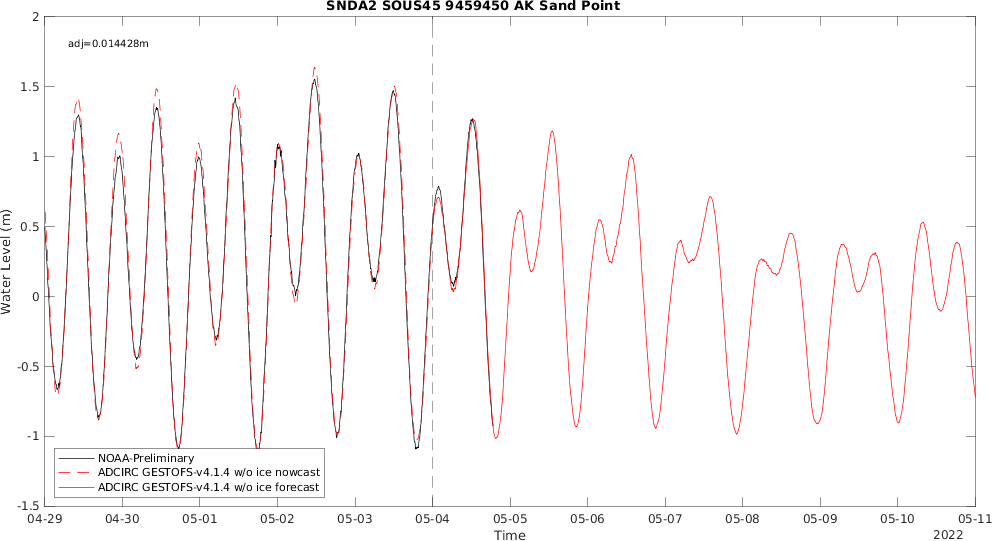 SNDA2 SOUS45 9459450 AK Sand Point
adj=0.014428m
Water Level (m)
2
1.5
1
0.5
0
-0.5
-1
-1.5
NOAA-Preliminary
ADCIRC GESTOFS-v4.1.4 w/o ice nowcast
ADCIRC GESTOFS-v4.1.4 w/o ice forecast
04-29 04-30 05-01 05-02 05-03 05-04 05-05 05-06 05-07 05-08 05-09 05-10 05-11
Time
2022